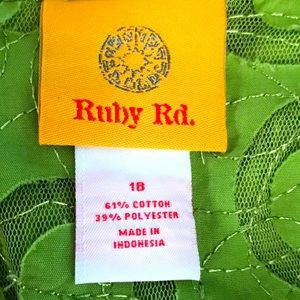 Ruby Rd.
18
61% COTTON
39% POLYESTER
MADE IN
INDONESIA